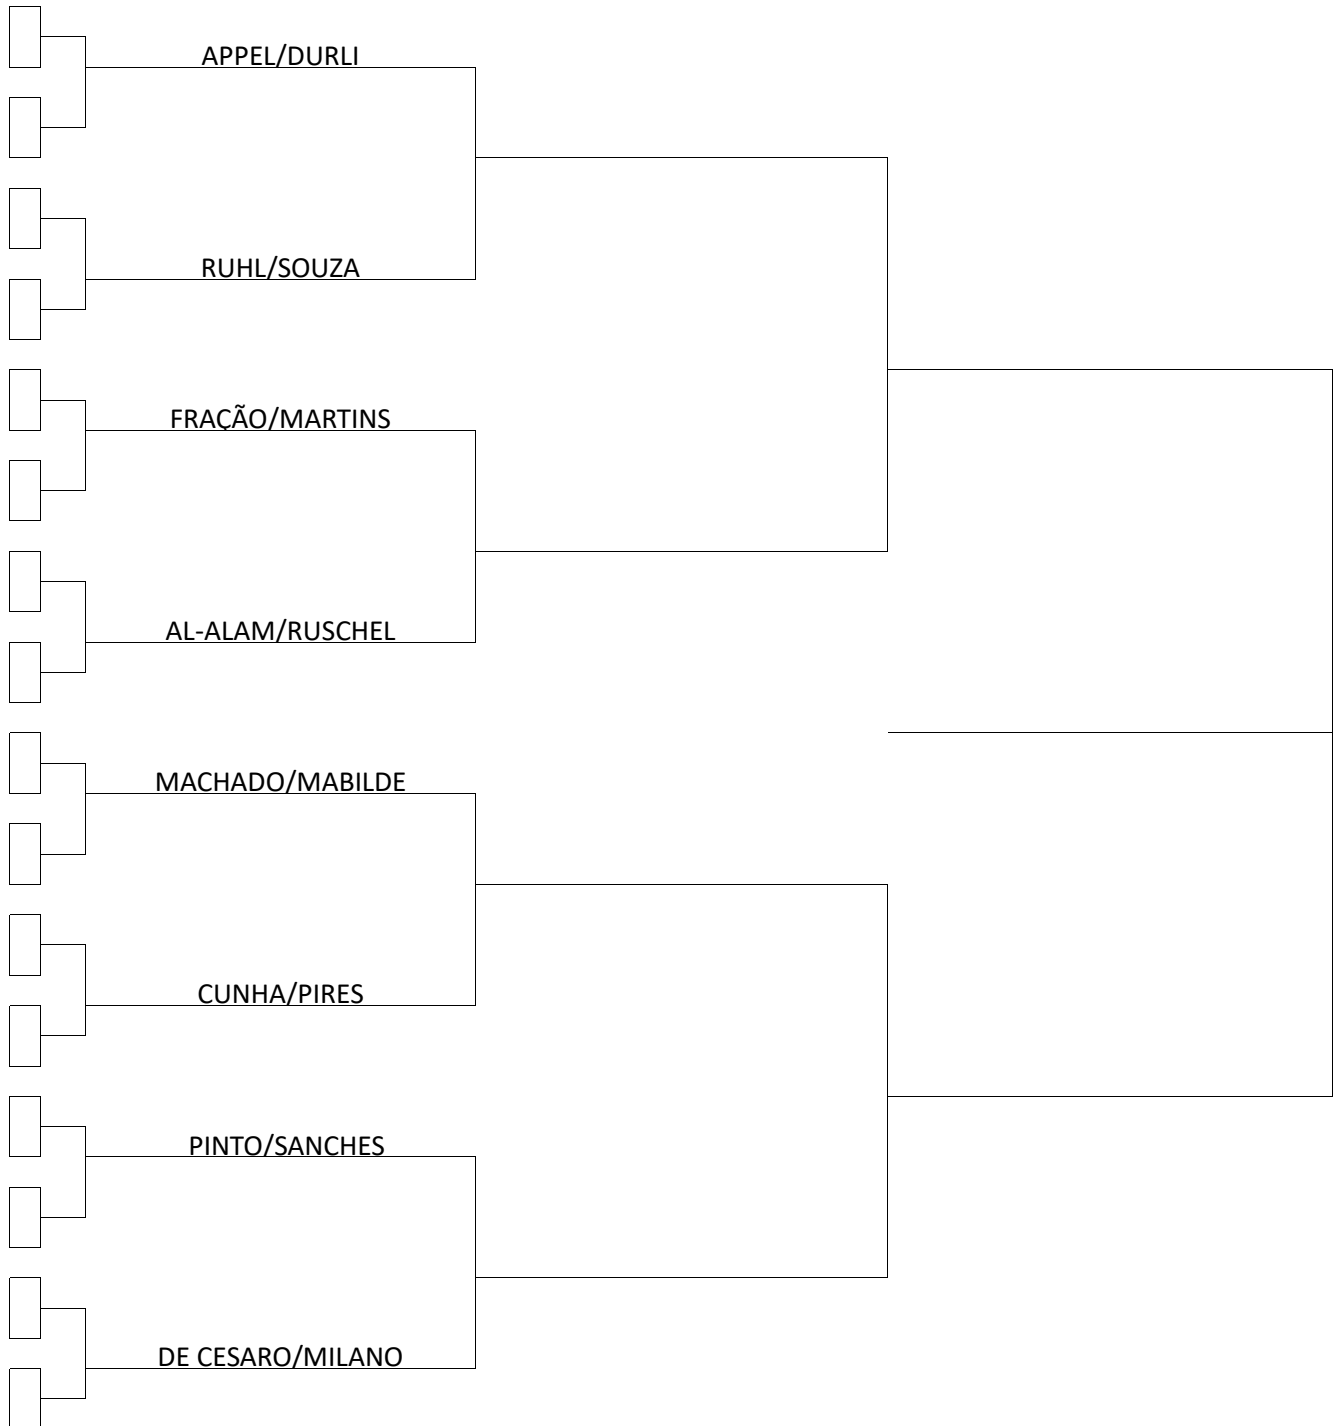 APPEL/DURLI
RUHL/SOUZA
FRAÇÃO/MARTINS
AL-ALAM/RUSCHEL
MACHADO/MABILDE
CUNHA/PIRES
PINTO/SANCHES
DE CESARO/MILANO